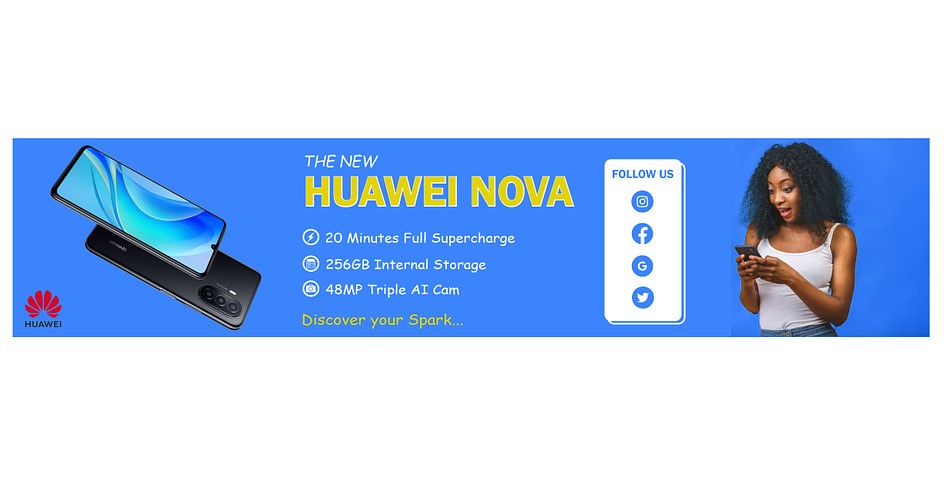 THE NEW
HUAWEI NOVA
20 Minutes Full Supercharge
256GB Internal Storage
48MP Triple AI Cam
Discover your Spark...
FOLLOW US
HUAWEI
HUAWEI